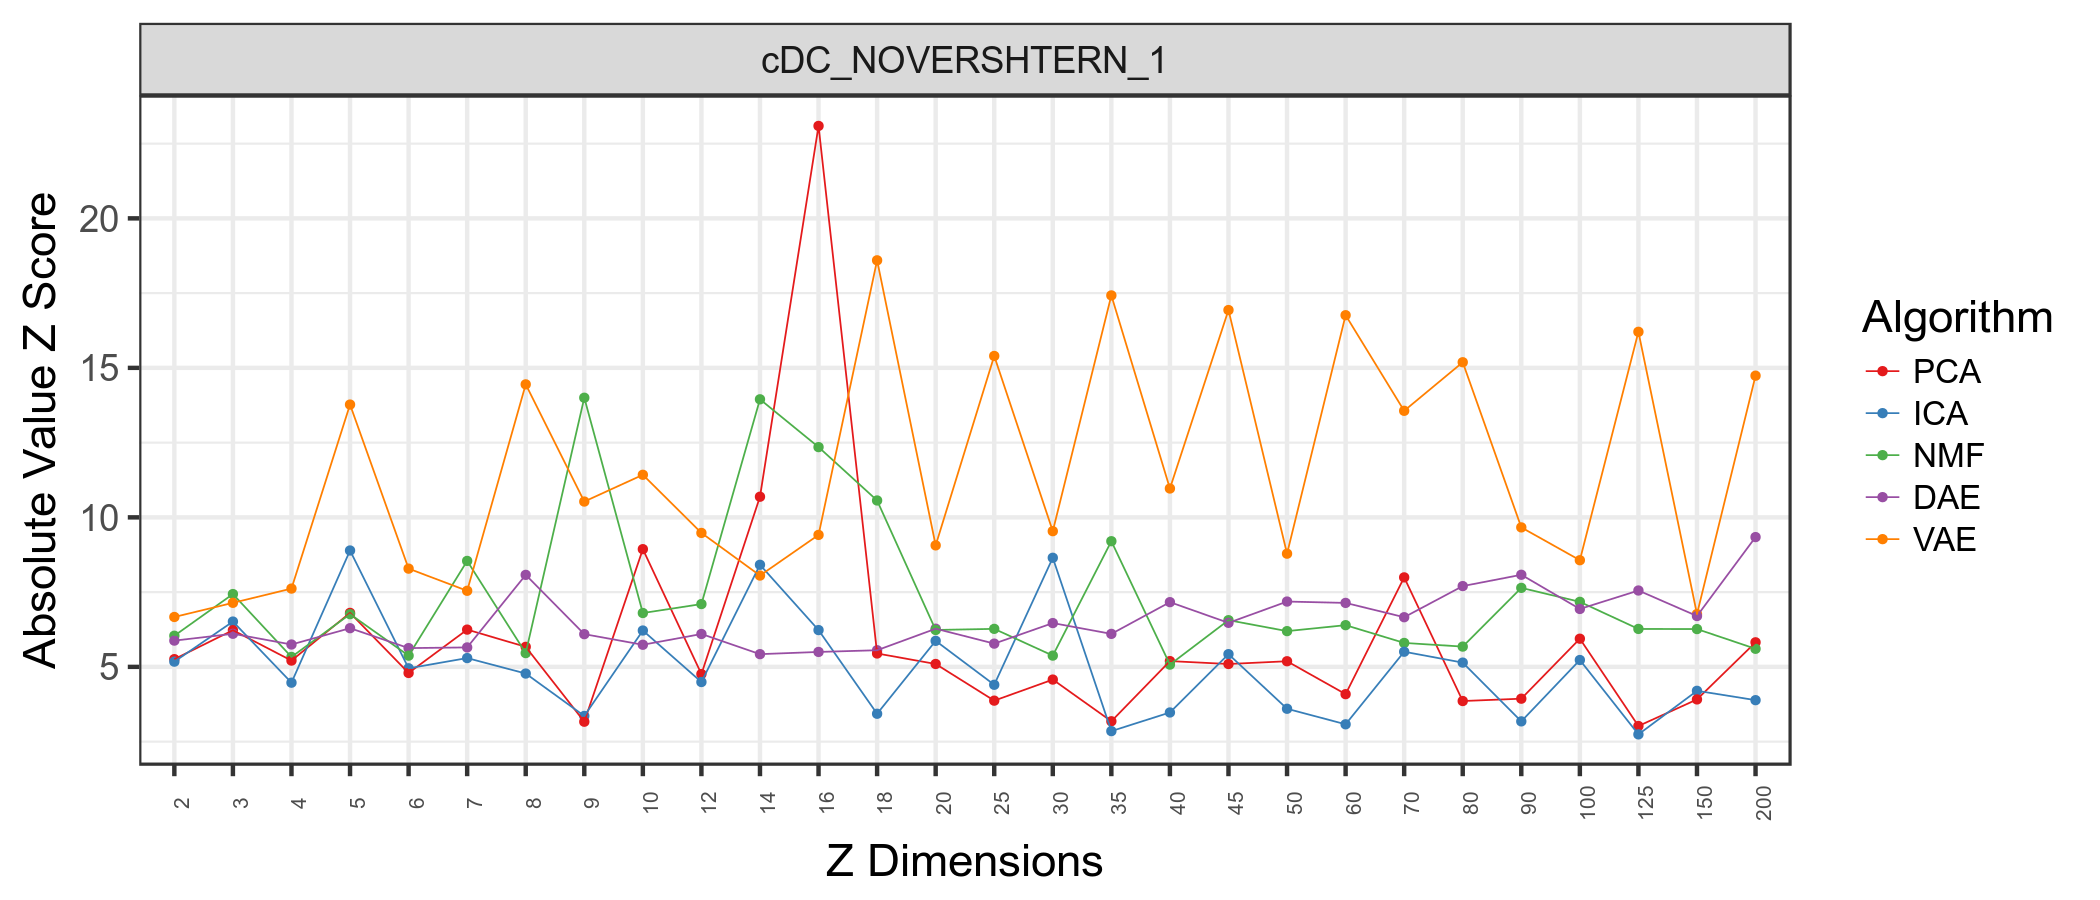 cDC_NOVERSHTERN_1
Absolute Value Z Score
20
15
10
5
2 3 4 5 6 7 8 9 10 12 14 16 18 20 25 30 35 40 45 50 60 70 80 90 100 125 150 200
Z Dimensions
Algorithm
PCA
ICA
NMF
DAE
VAE